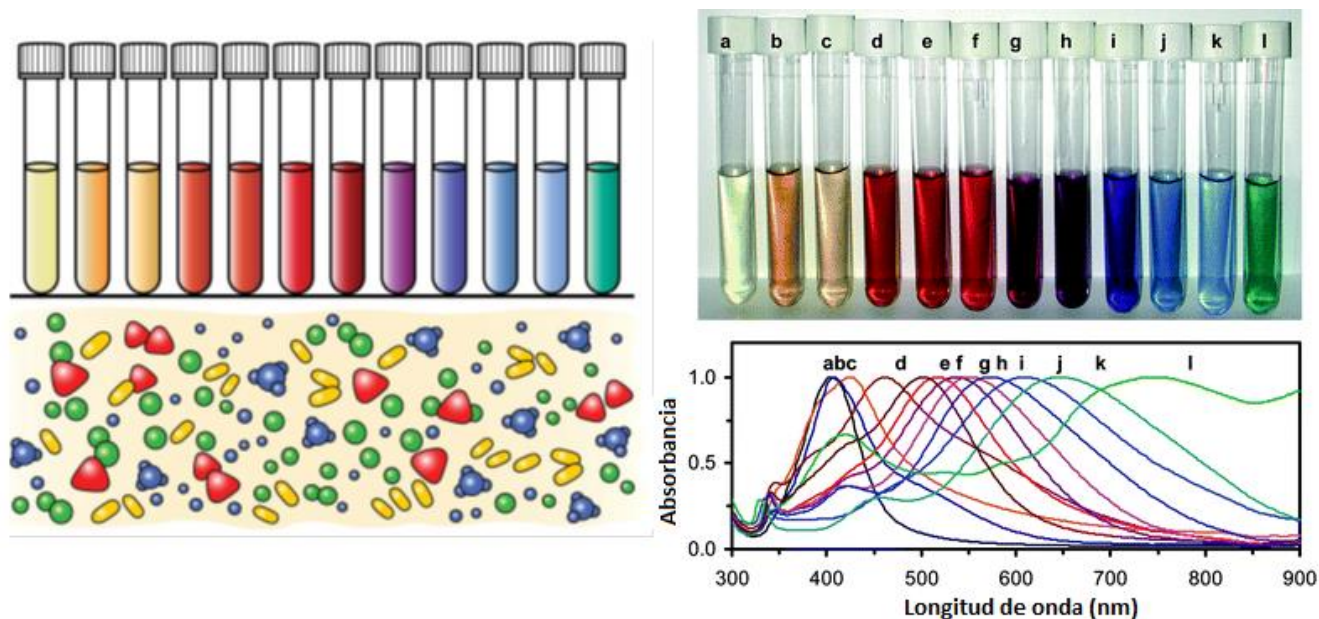 a b c d e f g h i j k l
abc d e f g h i j k l
1.0
0.5
0.0
Absorbancia
300 400 500 600 700 800 900
Longitud de onda (nm)